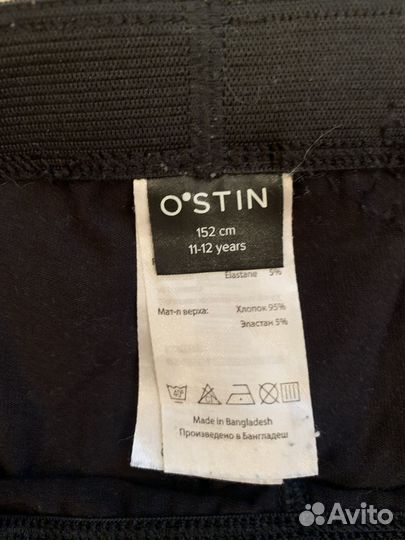 O'STIN
152 cm
11-12 years
Elastane 5%
Мат-л верха: Хлопок 95%
Эластан 5%
40°
Made in Bangladesh
Произведено в Бангладеш
Avito